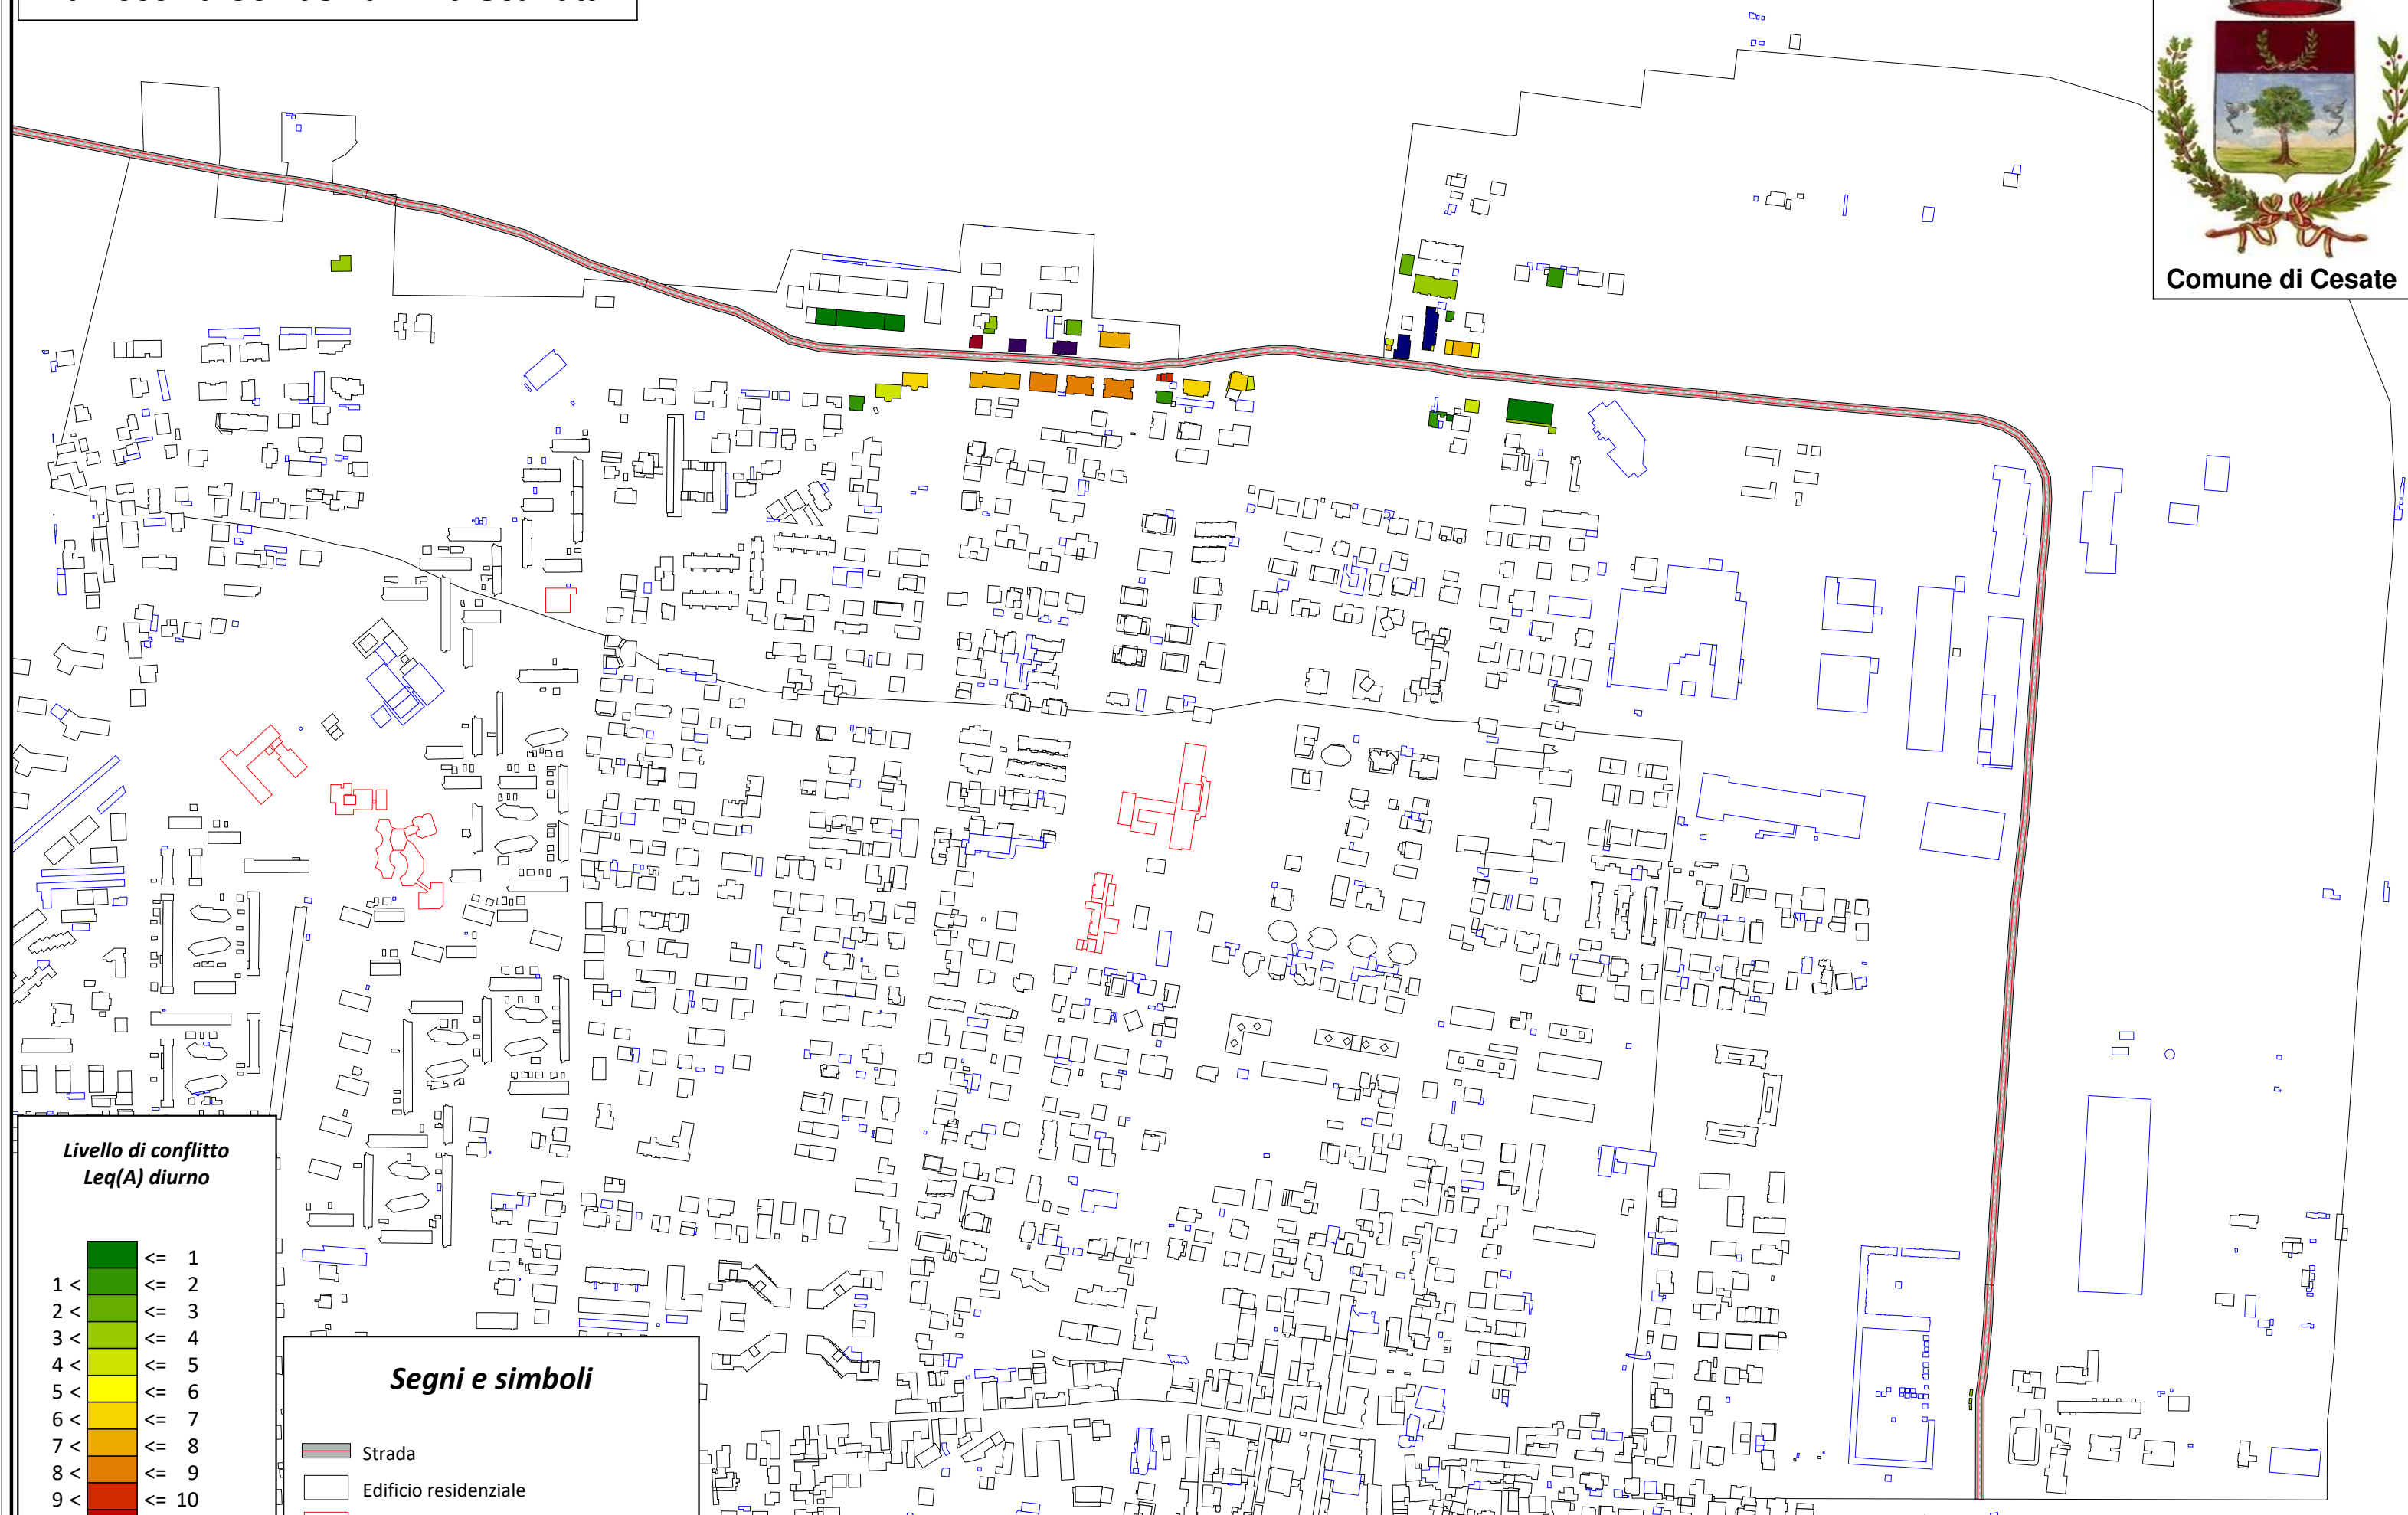 Comune di Cesate
Livello di conflitto
Leq(A) diurno
<= 1
1 < <= 2
2 < <= 3
3 < <= 4
4 < <= 5
5 < <= 6
6 < <= 7
7 < <= 8
8 < <= 9
9 < <= 10
Segni e simboli
Strada
Edificio residenziale